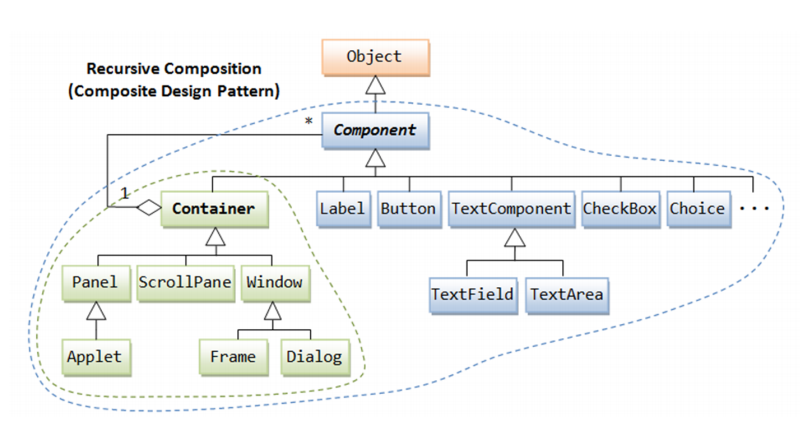 Object
Recursive Composition
(Composite Design Pattern)
*
Component
1
Container
Label
Button
TextComponent
CheckBox
Choice
...
Panel
ScrollPane
Window
TextField
TextArea
Applet
Frame
Dialog